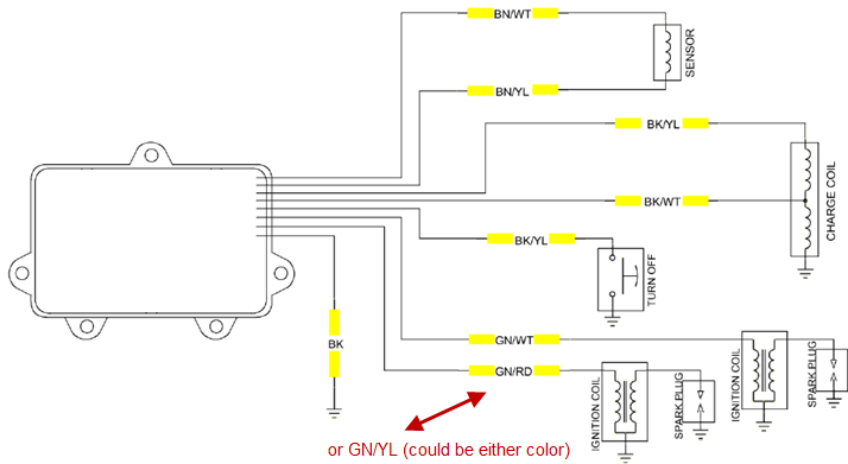 BN/WT
SENSOR
BN/YL
BK/YL
CHARGE COIL
BK/WT
BK/YL
TURN OFF
BK
GN/WT
IGNITION COIL
SPARK PLUG
GN/RD
IGNITION COIL
SPARK PLUG
or GN/YL (could be either color)